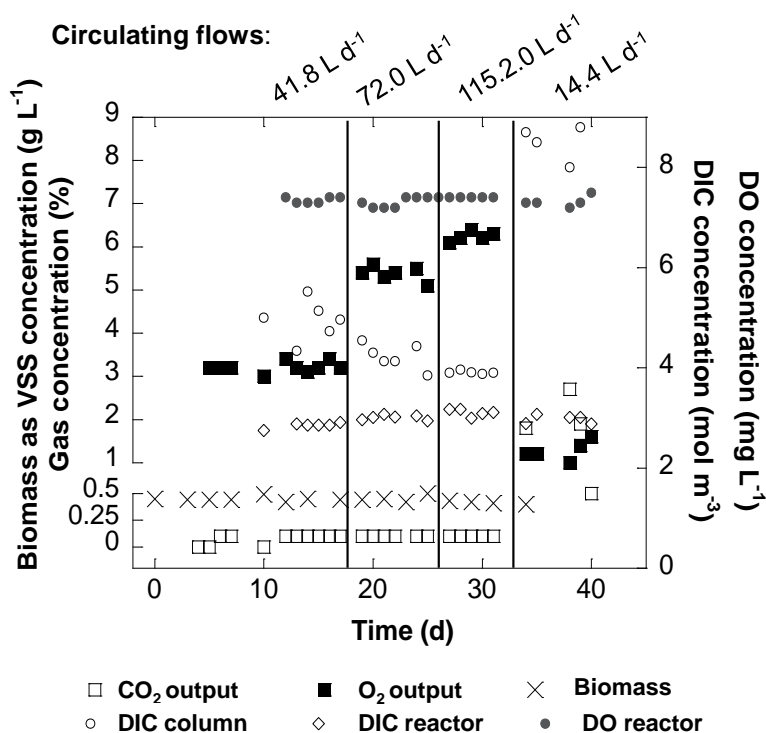 Circulating flows:
41.8 L d⁻¹
72.0 L d⁻¹
115.2.0 L d⁻¹
14.4 L d⁻¹
Biomass as VSS concentration (g L⁻¹)
Gas concentration (%)
9
8
7
6
5
4
3
2
1
0.5
0.25
0
8
6
4
2
0
DIC concentration (mol m⁻³)
DO concentration (mg L⁻¹)
0 10 20 30 40
Time (d)
CO₂ output O₂ output Biomass
DIC column DIC reactor DO reactor